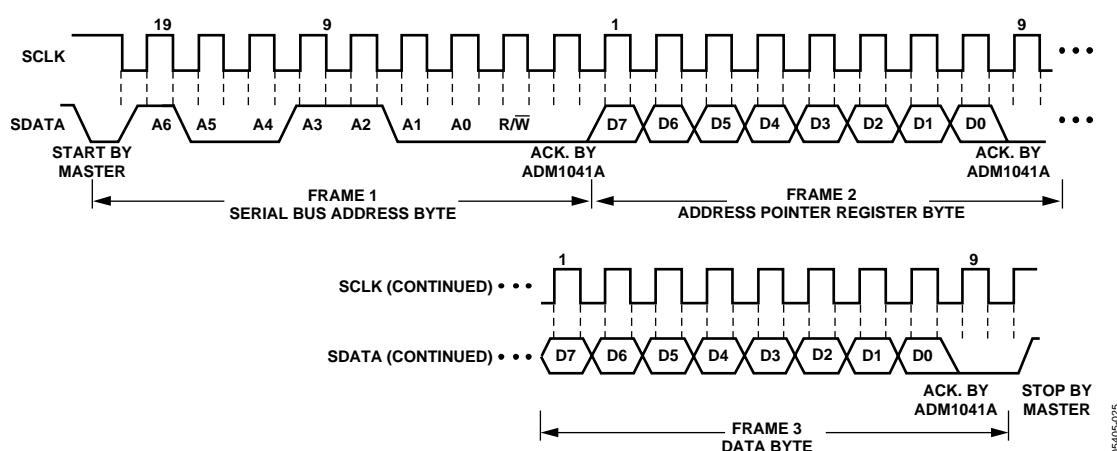 19 9 1 9
SCLK
SDATA A6 A5 A4 A3 A2 A1 A0 R/W̅ D7 D6 D5 D4 D3 D2 D1 D0
START BY
MASTER
ACK. BY
ADM1041A
ACK. BY
ADM1041A
FRAME 1
SERIAL BUS ADDRESS BYTE
FRAME 2
ADDRESS POINTER REGISTER BYTE
1 9
SCLK (CONTINUED)
SDATA (CONTINUED) D7 D6 D5 D4 D3 D2 D1 D0
ACK. BY
ADM1041A
STOP BY
MASTER
FRAME 3
DATA BYTE
05405-025